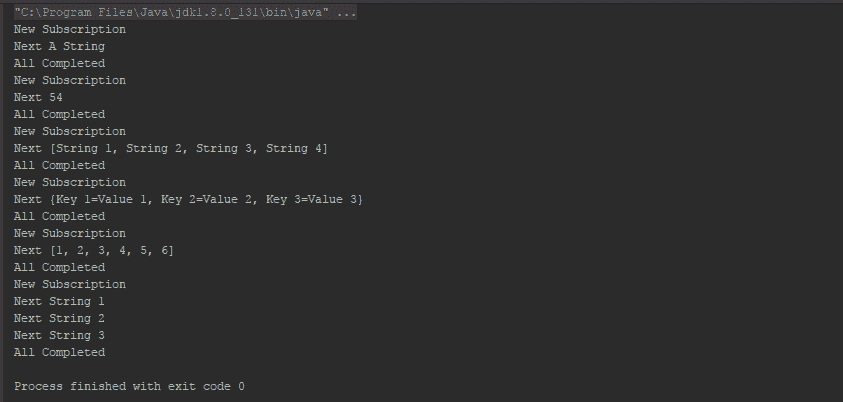 "C:\Program Files\Java\jdk1.8.0_131\bin\java" ...
New Subscription
Next A String
All Completed
New Subscription
Next 54
All Completed
New Subscription
Next [String 1, String 2, String 3, String 4]
All Completed
New Subscription
Next {Key 1=Value 1, Key 2=Value 2, Key 3=Value 3}
All Completed
New Subscription
Next [1, 2, 3, 4, 5, 6]
All Completed
New Subscription
Next String 1
Next String 2
Next String 3
All Completed
Process finished with exit code 0